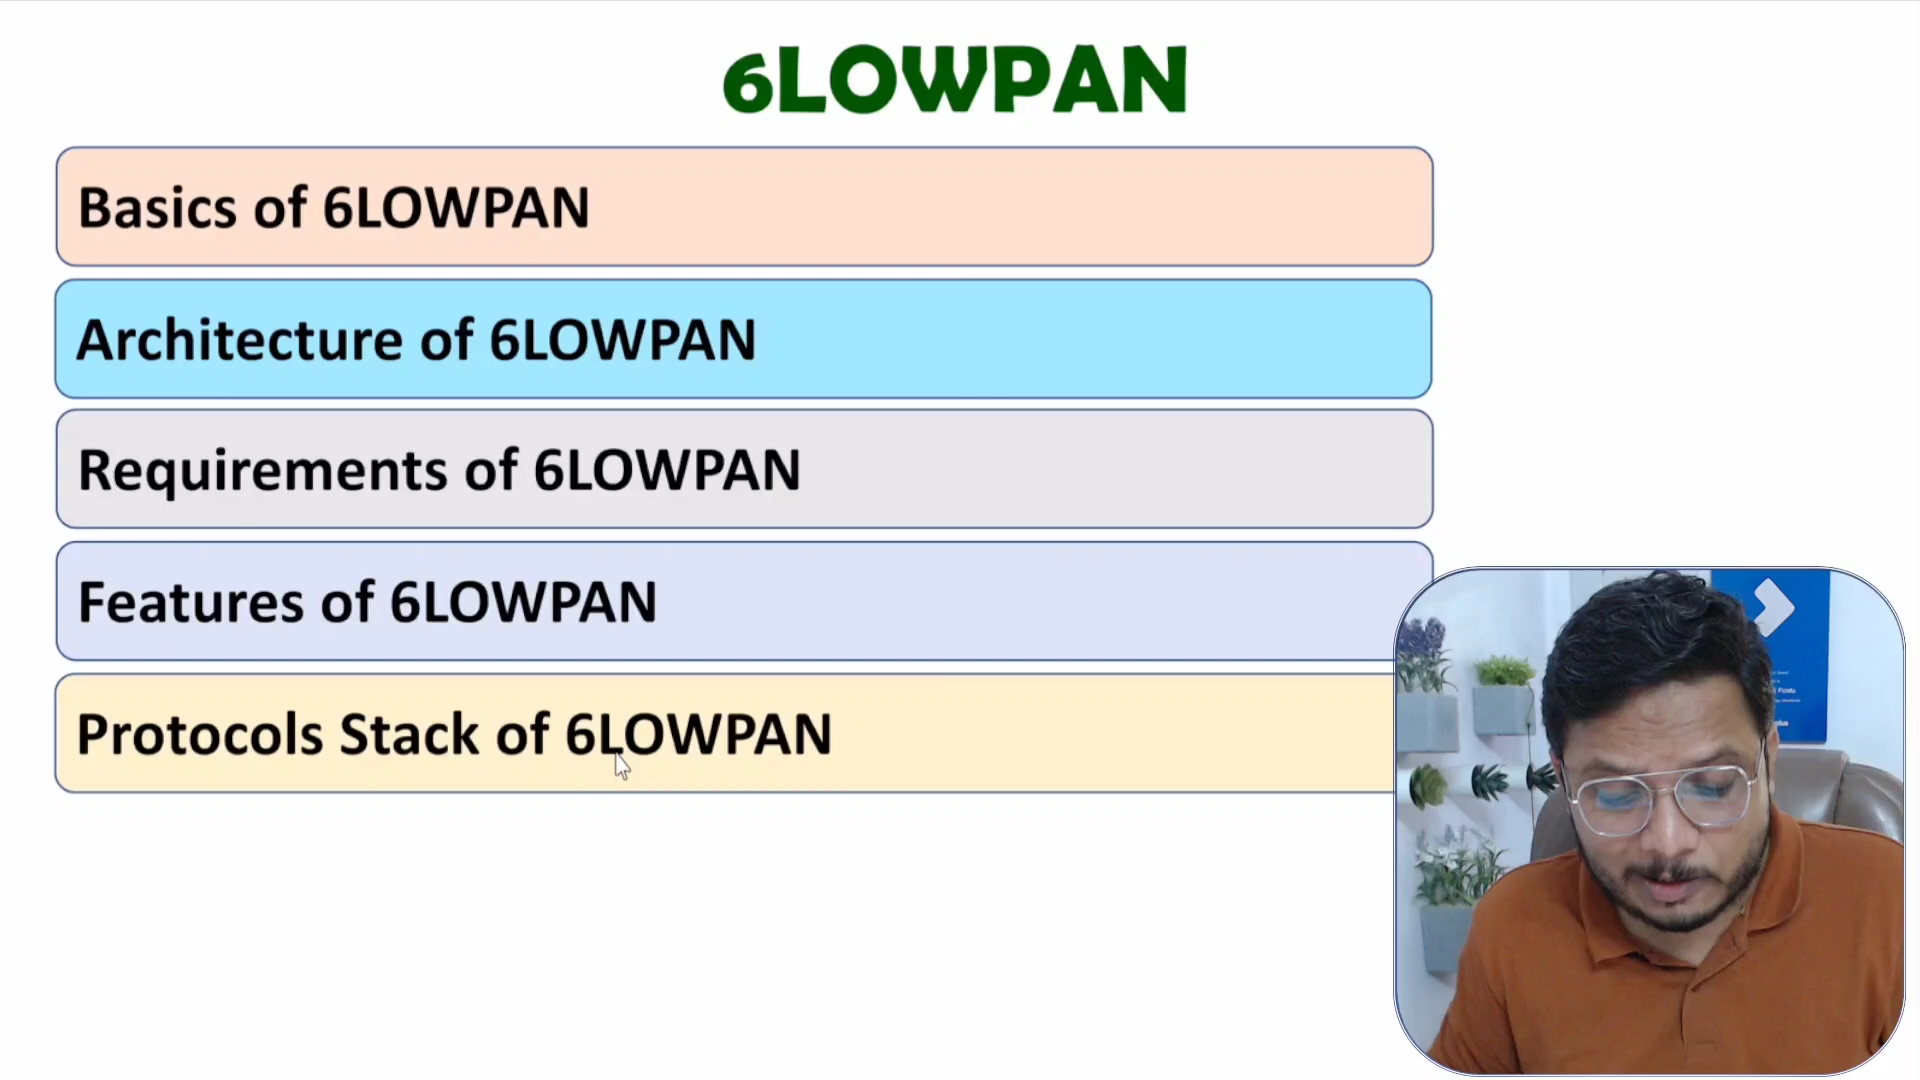 6LOWPAN
Basics of 6LOWPAN
Architecture of 6LOWPAN
Requirements of 6LOWPAN
Features of 6LOWPAN
Protocols Stack of 6LOWPAN